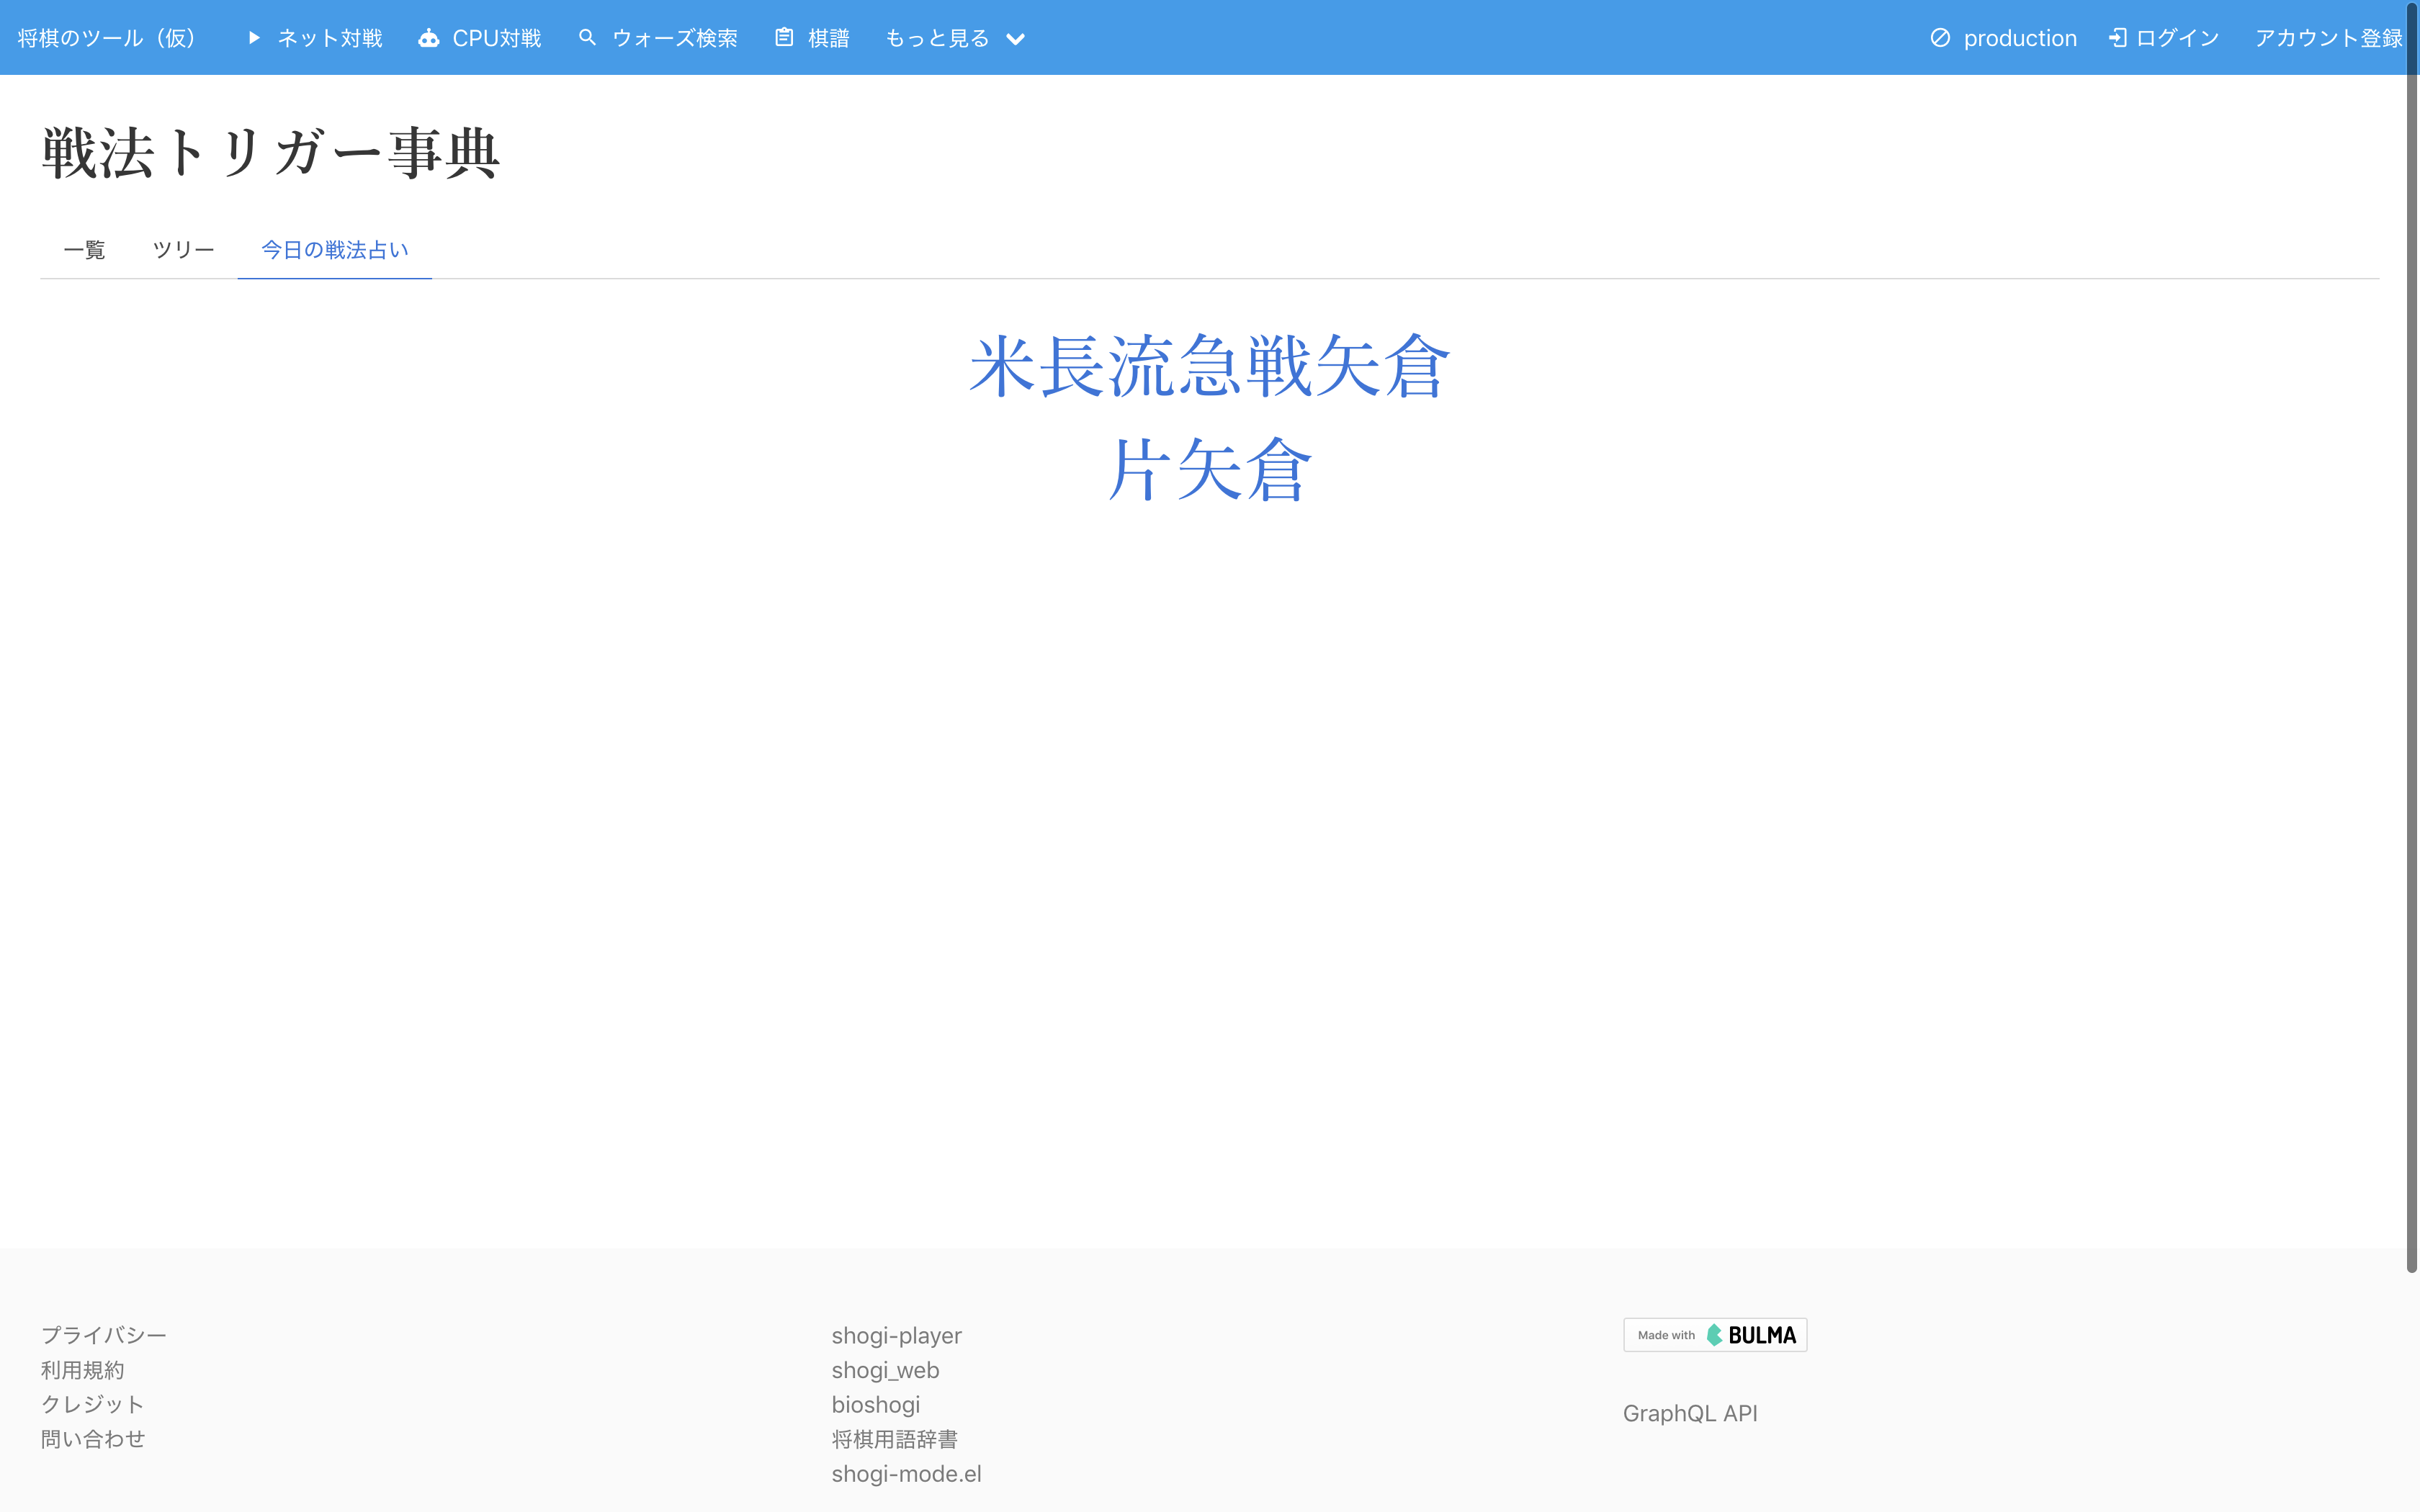 将棋のツール（仮） ネット対戦 CPU対戦 ウォーズ検索 棋譜 もっと見る production ログイン アカウント登録
戦法トリガー事典
一覧 ツリー 今日の戦法占い
米長流急戦矢倉
片矢倉
プライバシー
利用規約
クレジット
問い合わせ
shogi-player
shogi_web
bioshogi
将棋用語辞書
shogi-mode.el
Made with BULMA
GraphQL API